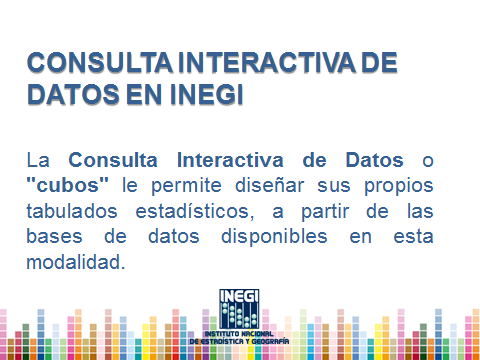 CONSULTA INTERACTIVA DE
DATOS EN INEGI
La Consulta Interactiva de Datos o
"cubos" le permite diseñar sus propios
tabulados estadísticos, a partir de las
bases de datos disponibles en esta
modalidad.
INEGI
INSTITUTO NACIONAL
DE ESTADÍSTICA Y GEOGRAFÍA